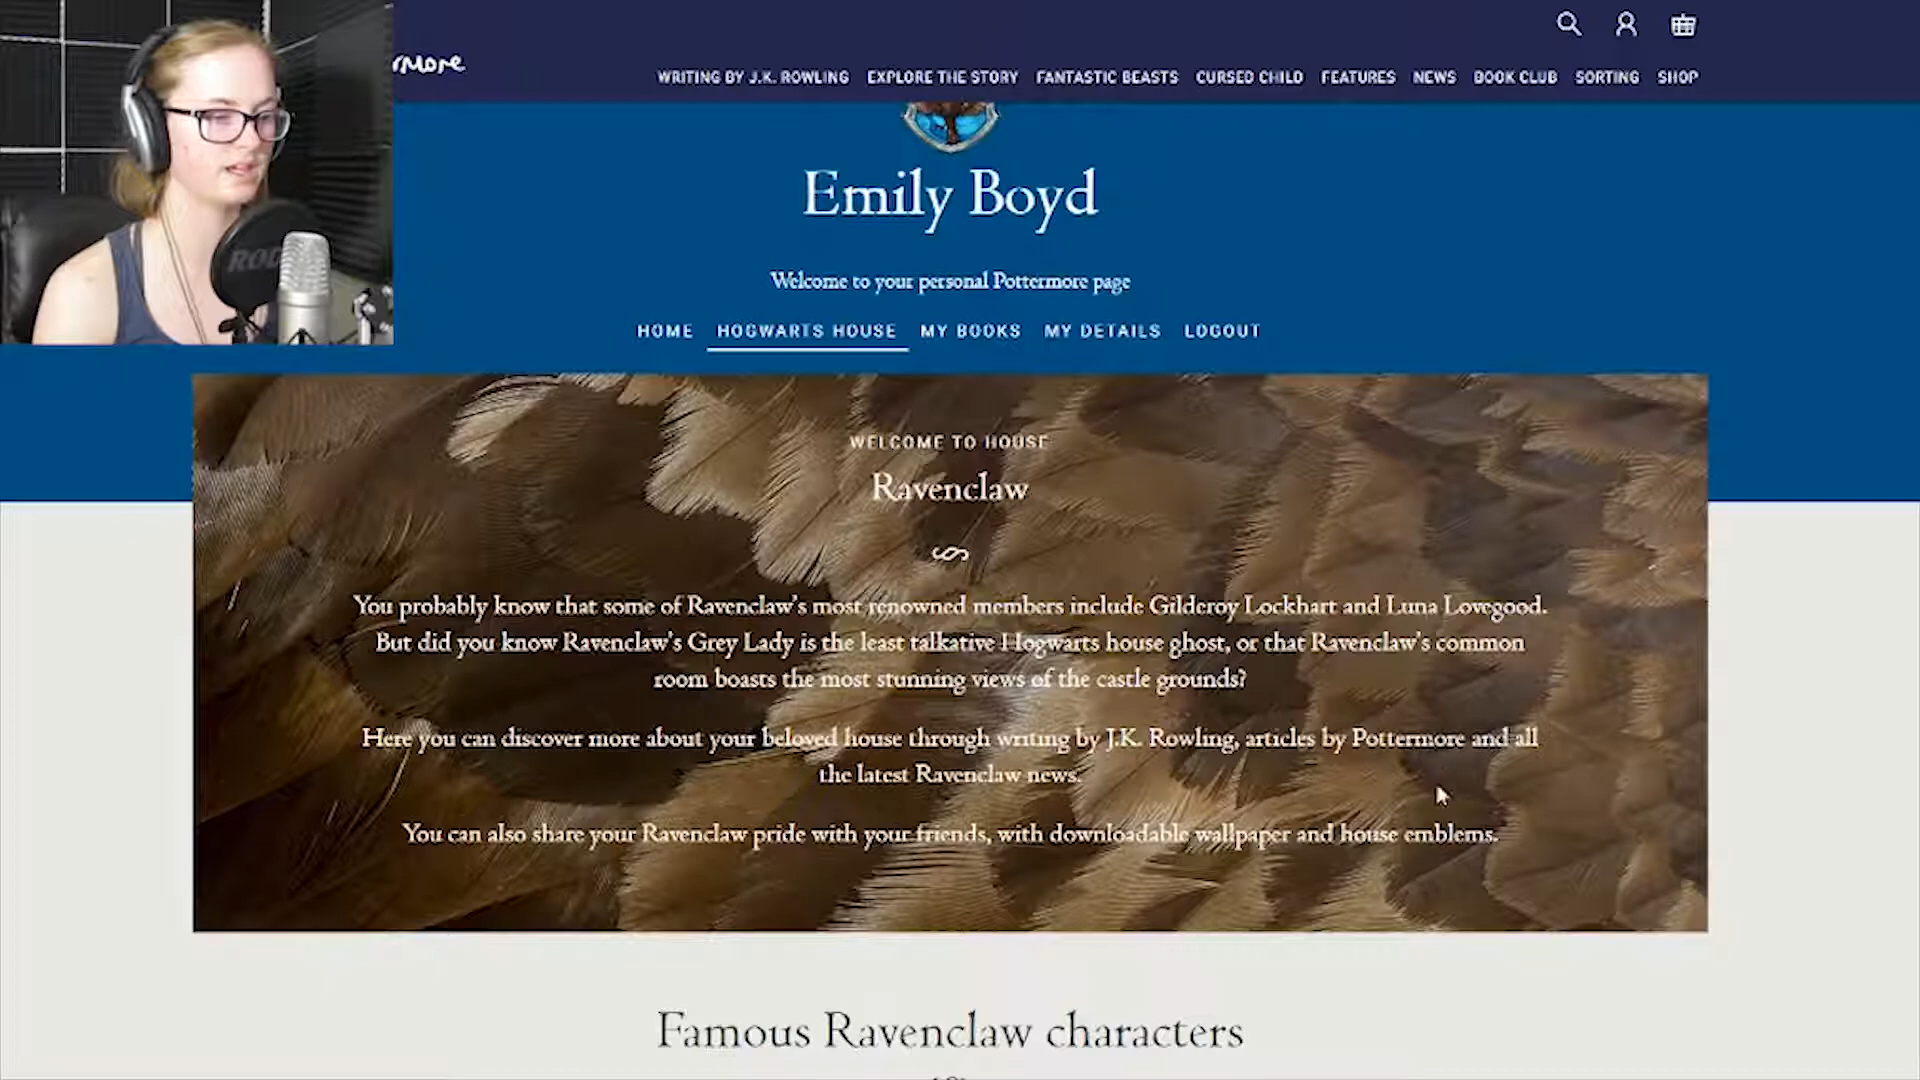 WRITING BY J.K. ROWLING EXPLORE THE STORY FANTASTIC BEASTS CURSED CHILD FEATURES NEWS BOOK CLUB SORTING SHOP
Emily Boyd
Welcome to your personal Pottermore page
HOME HOGWARTS HOUSE MY BOOKS MY DETAILS LOGOUT
WELCOME TO HOUSE
Ravenclaw
You probably know that some of Ravenclaw's most renowned members include Gilderoy Lockhart and Luna Lovegood.
But did you know Ravenclaw's Grey Lady is the least talkative Hogwarts house ghost, or that Ravenclaw's common
room boasts the most stunning views of the castle grounds?
Here you can discover more about your beloved house through writing by J.K. Rowling, articles by Pottermore and all
the latest Ravenclaw news.
You can also share your Ravenclaw pride with your friends, with downloadable wallpaper and house emblems.
Famous Ravenclaw characters